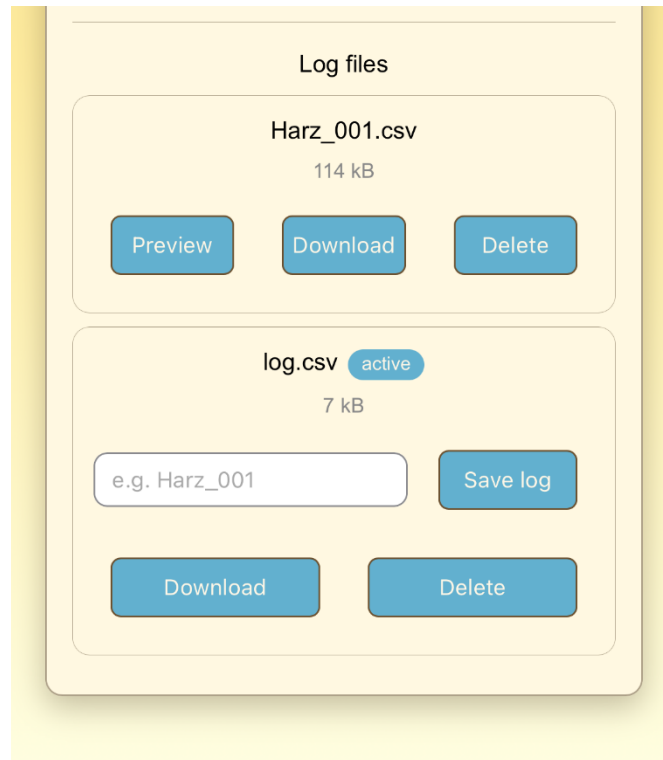 Log files
Harz_001.csv
114 kB
Preview Download Delete
log.csv active
7 kB
e.g. Harz_001 Save log
Download Delete